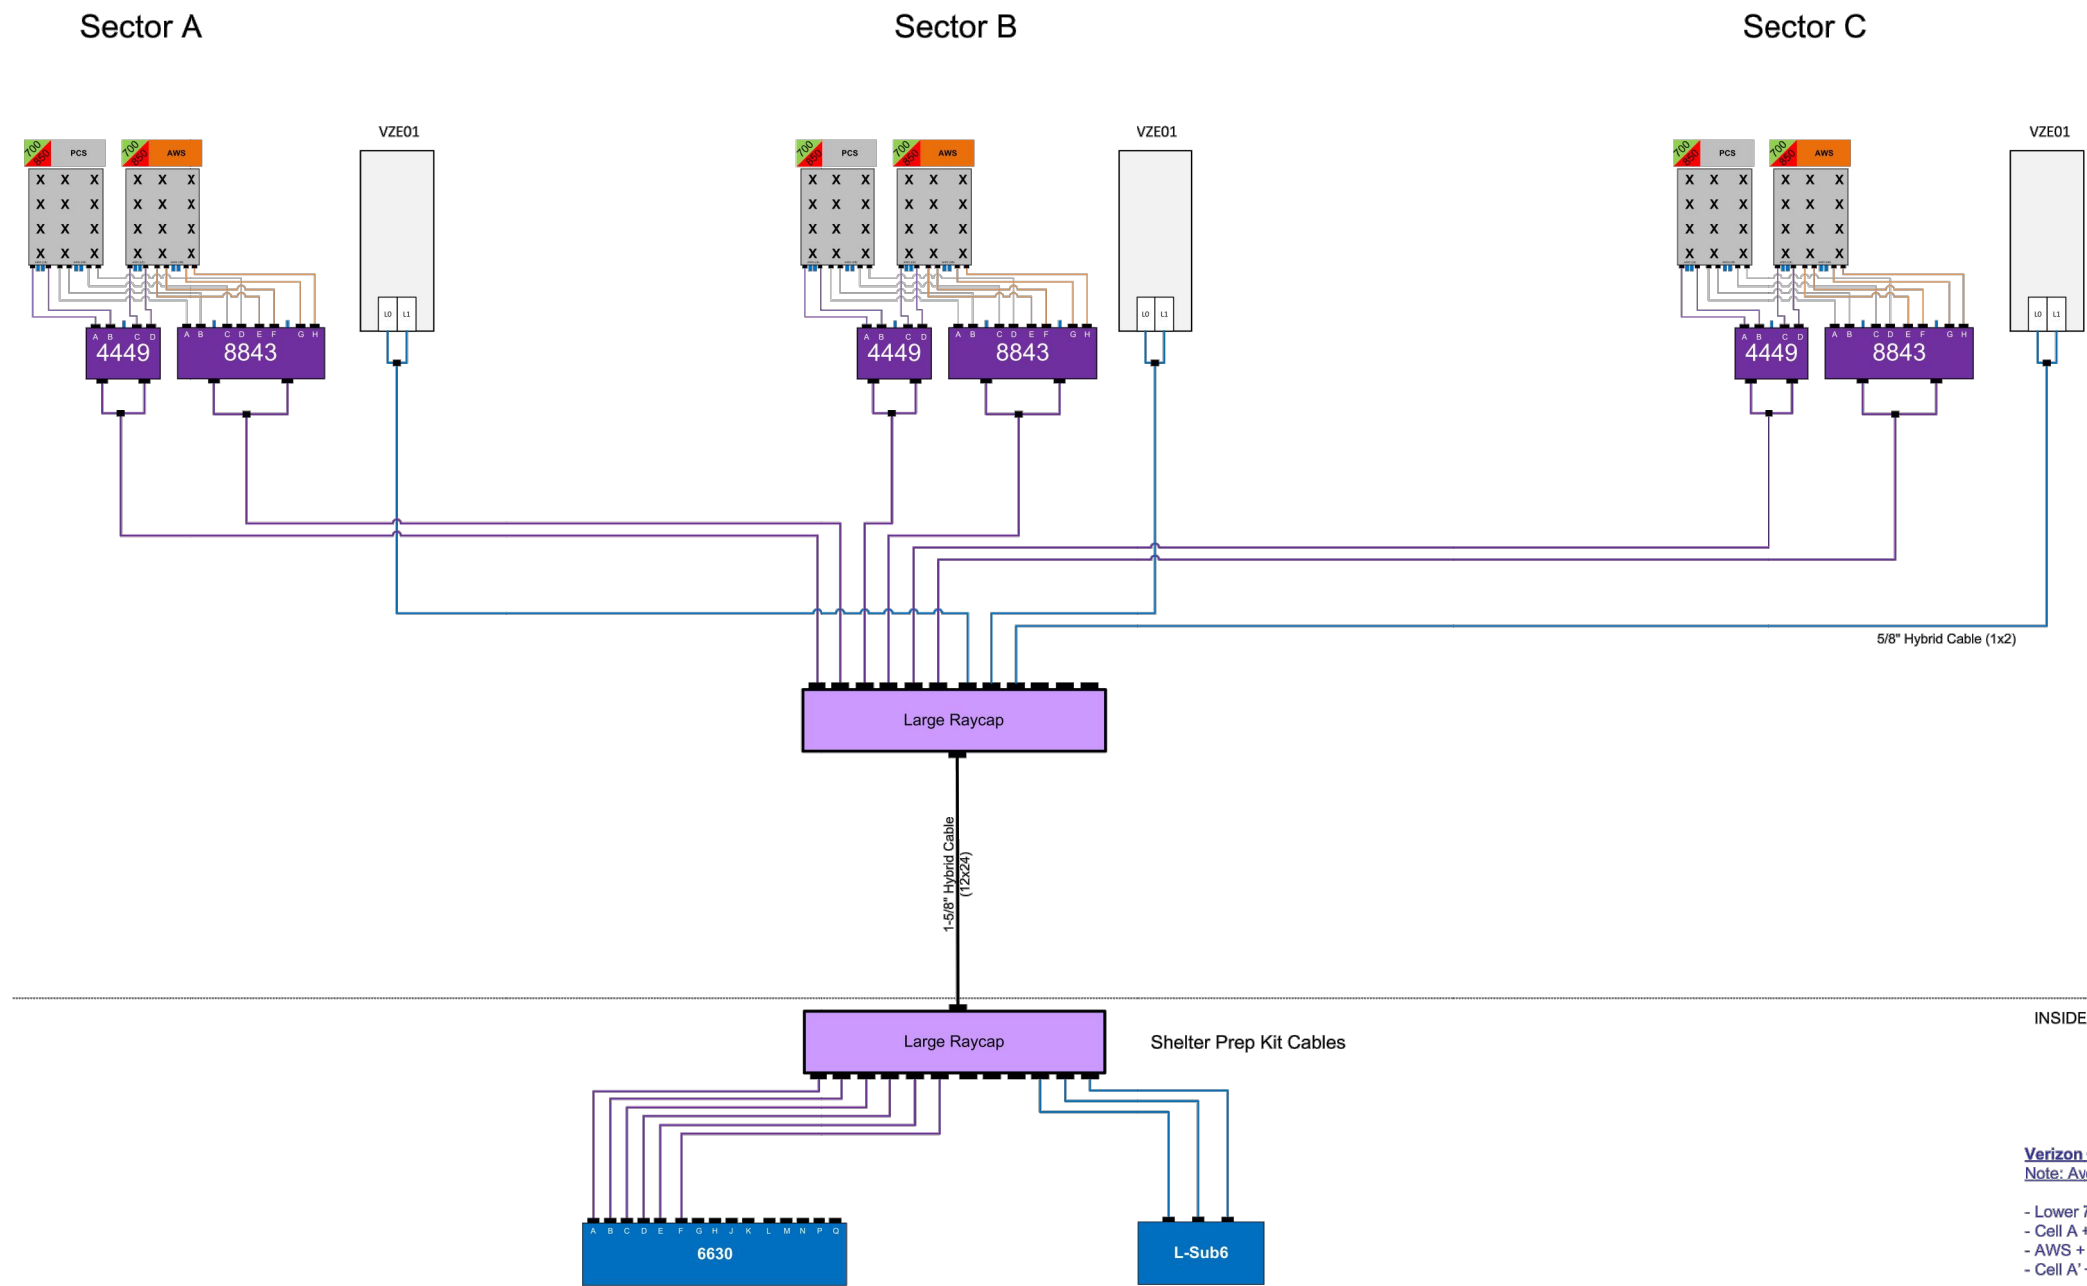 Sector A
Sector B
Sector C
VZE01
VZE01
VZE01
700
850
PCS
700
850
AWS
700
850
PCS
700
850
AWS
700
850
PCS
700
850
AWS
X X X X X X
X X X X X X
X X X X X X
X X X X X X
X X X X X X
X X X X X X
X X X X X X
X X X X X X
X X X X X X
X X X X X X
X X X X X X
X X X X X X
L0 L1
L0 L1
L0 L1
A B C D
4449
A B C D E F G H
8843
A B C D
4449
A B C D E F G H
8843
A B C D
4449
A B C D E F G H
8843
5/8" Hybrid Cable (1x2)
Large Raycap
1-5/8" Hybrid Cable
(12x24)
INSIDE
Large Raycap
Shelter Prep Kit Cables
A B C D E F G H J K L M N P Q
6630
L-Sub6
Verizon
Note: Av
- Lower 7
- Cell A +
- AWS +
- Cell A'